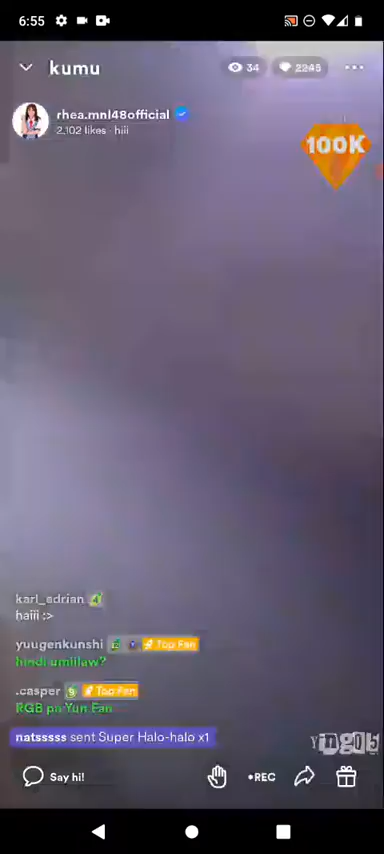 6:55
kumu
34
2245
rhea.mnl48official
2,102 likes · hiii
100K
karl_adrian
haiii :>
yuugenkunshi Top Fan
hindi umiilaw?
.casper Top Fan
RGB pa Yun Fan
natsssss sent Super Halo-halo x1
Say hi!
•REC